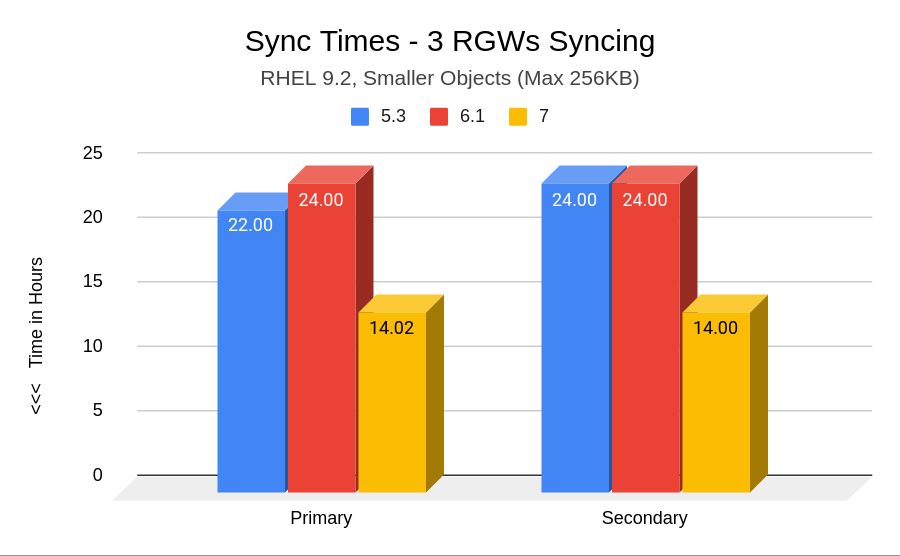 Sync Times - 3 RGWs Syncing
RHEL 9.2, Smaller Objects (Max 256KB)
5.3 6.1 7
25
20
15
10
5
0
<<< Time in Hours
22.00 24.00 14.02
24.00 24.00 14.00
Primary Secondary